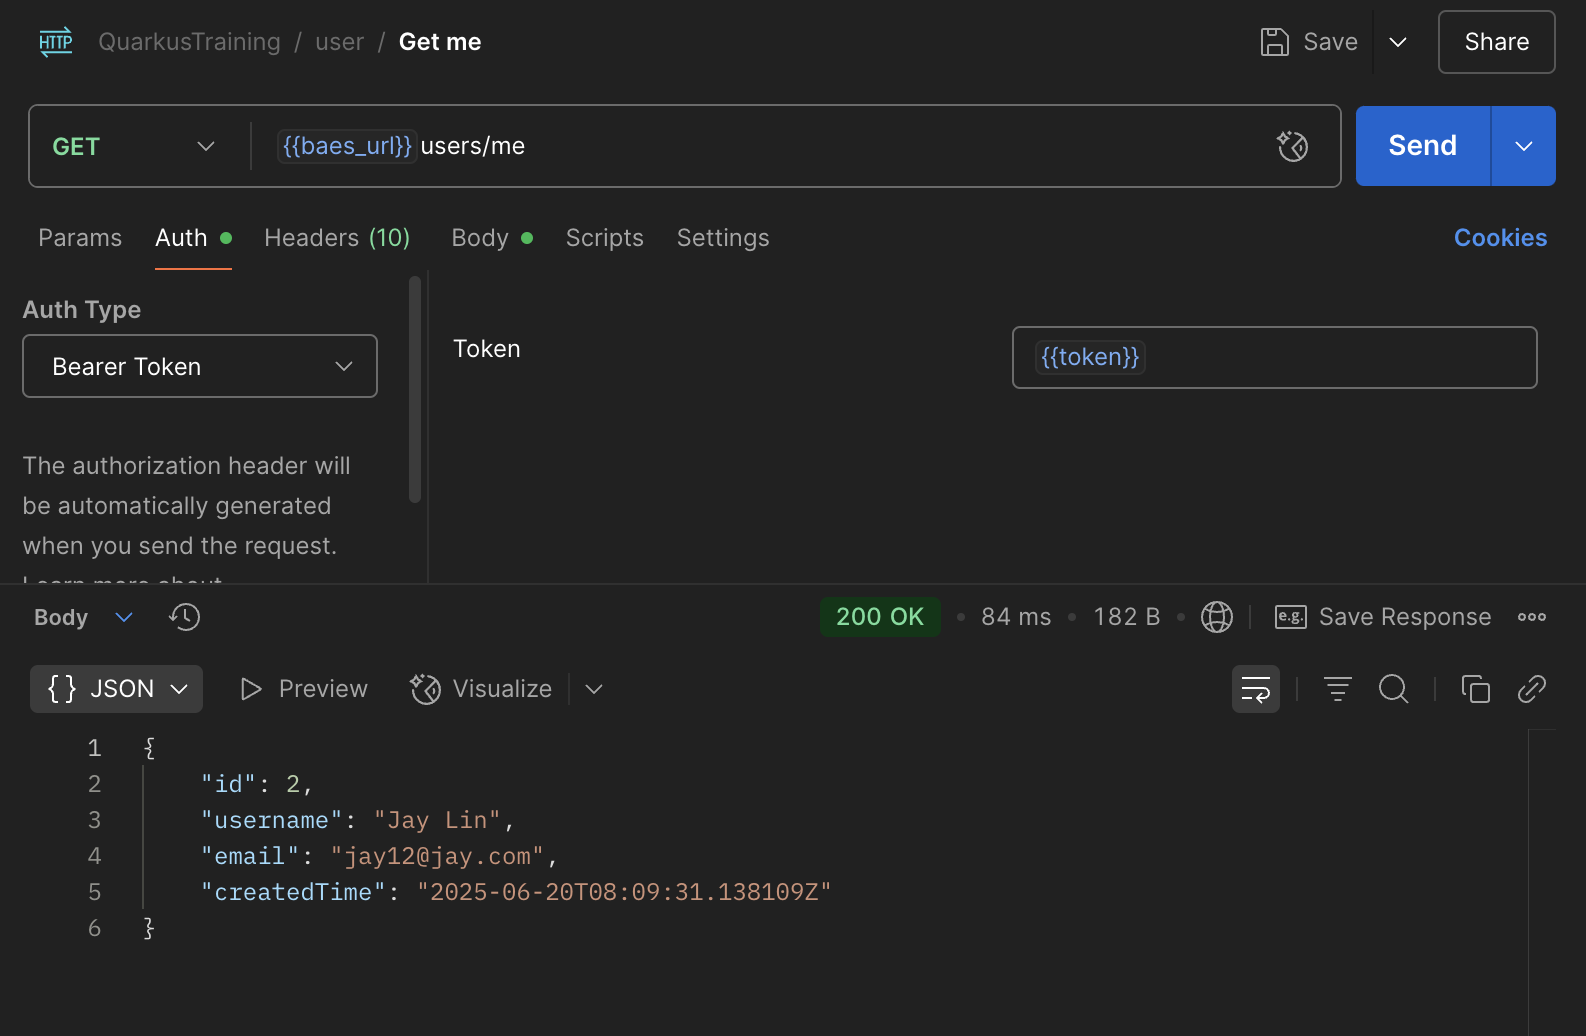 HTTP QuarkusTraining / user / Get me Save Share
GET {{baes_url}} users/me Send
Params Auth Headers (10) Body Scripts Settings Cookies
Auth Type
Bearer Token
Token {{token}}
The authorization header will
be automatically generated
when you send the request.
Learn more about
Body 200 OK • 84 ms • 182 B • e.g. Save Response
{ } JSON Preview Visualize
1 {
2 "id": 2,
3 "username": "Jay Lin",
4 "email": "jay12@jay.com",
5 "createdTime": "2025-06-20T08:09:31.138109Z"
6 }